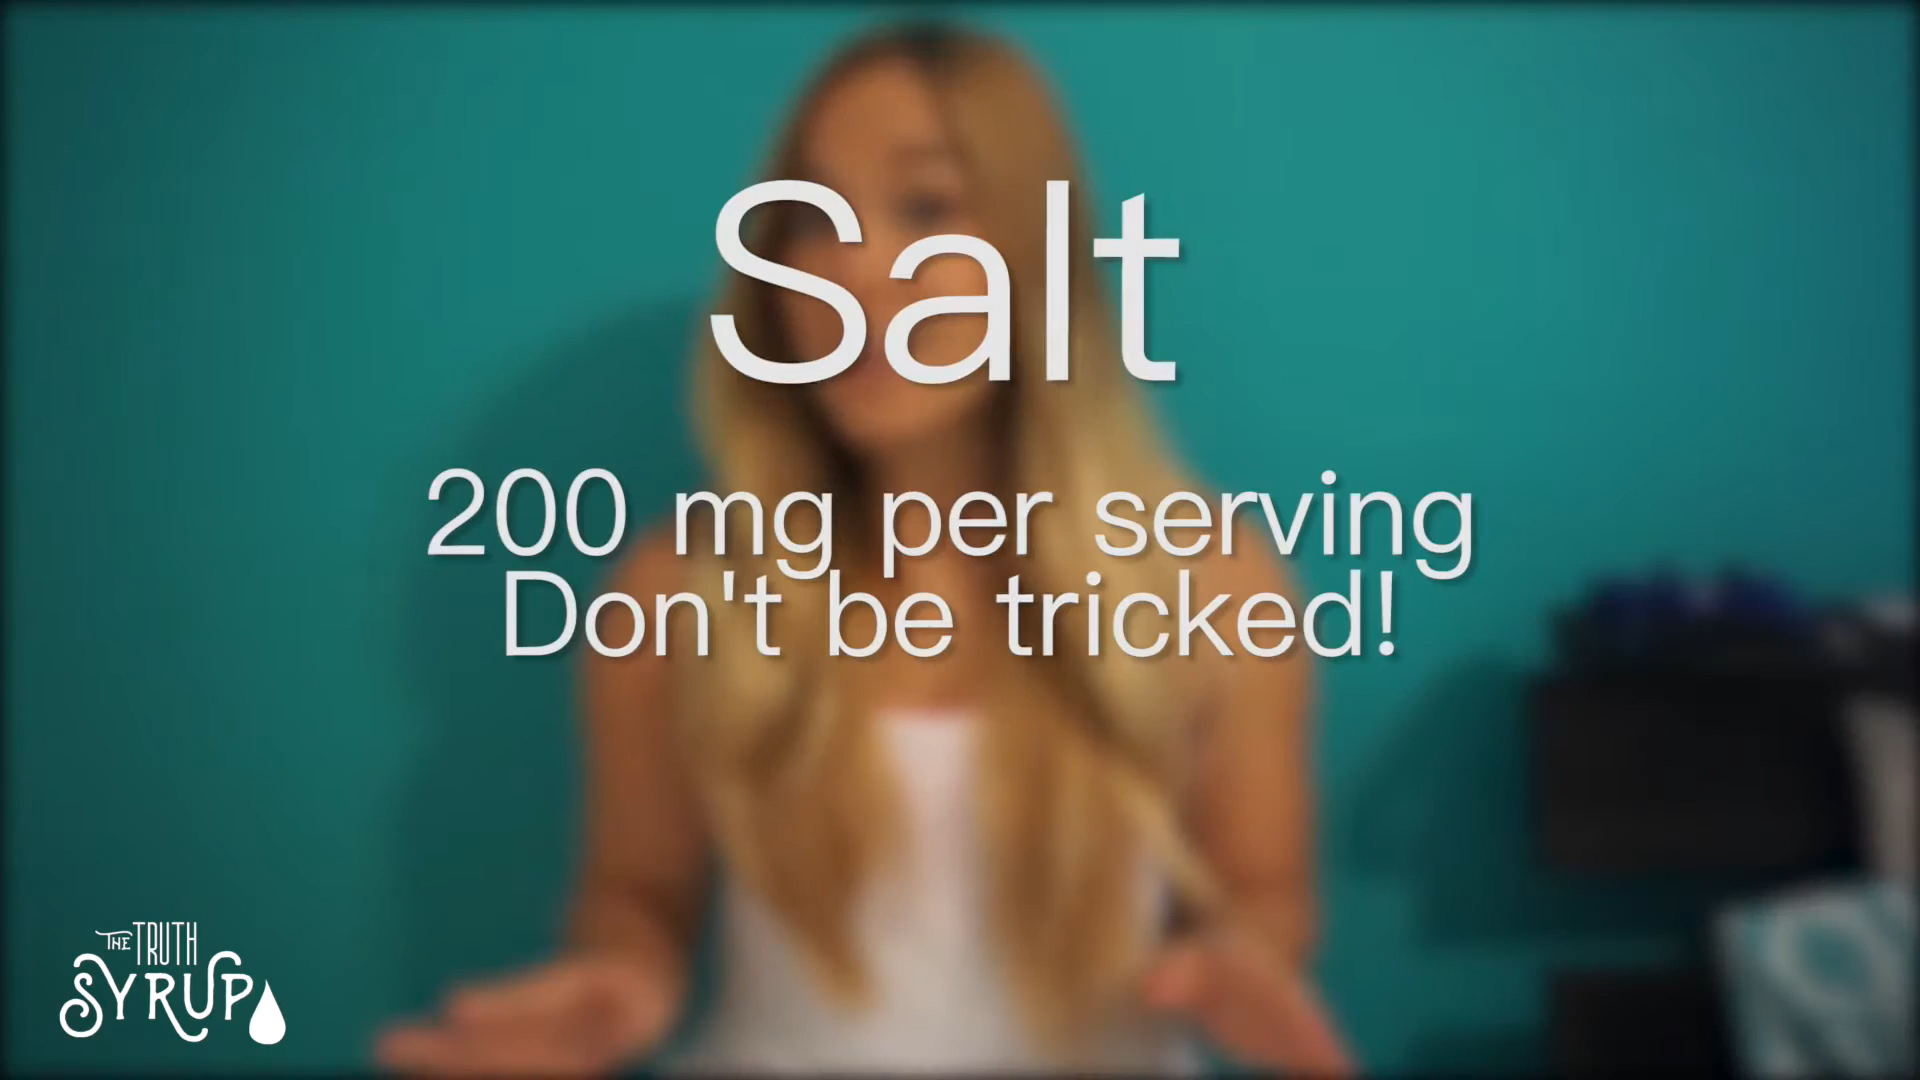 Salt
200 mg per serving
Don't be tricked!
THE TRUTH
SYRUP